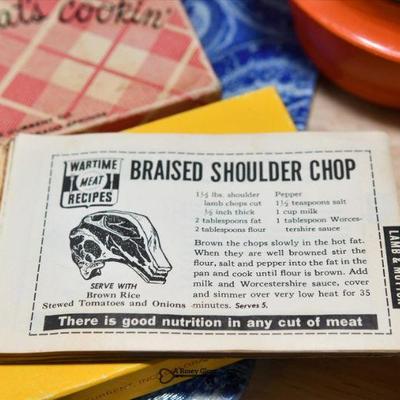 at's Cookin'
WARTIME
MEAT
RECIPES
BRAISED SHOULDER CHOP
1½ lbs. shoulder
lamb chops cut
½ inch thick
2 tablespoons fat
2 tablespoons flour
Pepper
1½ teaspoons salt
1 cup milk
1 tablespoon Worces-
tershire sauce
Brown the chops slowly in the hot fat.
When they are well browned stir the
flour, salt and pepper into the fat in the
pan and cook until flour is brown. Add
milk and Worcestershire sauce, cover
and simmer over very low heat for 35
minutes. Serves 5.
SERVE WITH
Brown Rice
Stewed Tomatoes and Onions
There is good nutrition in any cut of meat
LAMB & MUTTON
CURRENT, INC.
A Rosey Glow